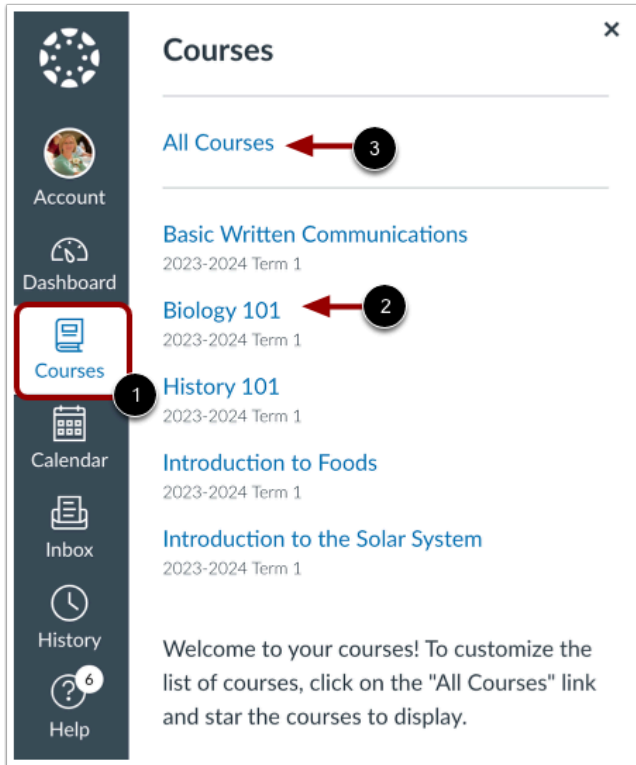 Account
Dashboard
Courses
1
Calendar
Inbox
History
6
Help
Courses
×
All Courses
3
Basic Written Communications
2023-2024 Term 1
Biology 101
2
2023-2024 Term 1
History 101
2023-2024 Term 1
Introduction to Foods
2023-2024 Term 1
Introduction to the Solar System
2023-2024 Term 1
Welcome to your courses! To customize the
list of courses, click on the "All Courses" link
and star the courses to display.